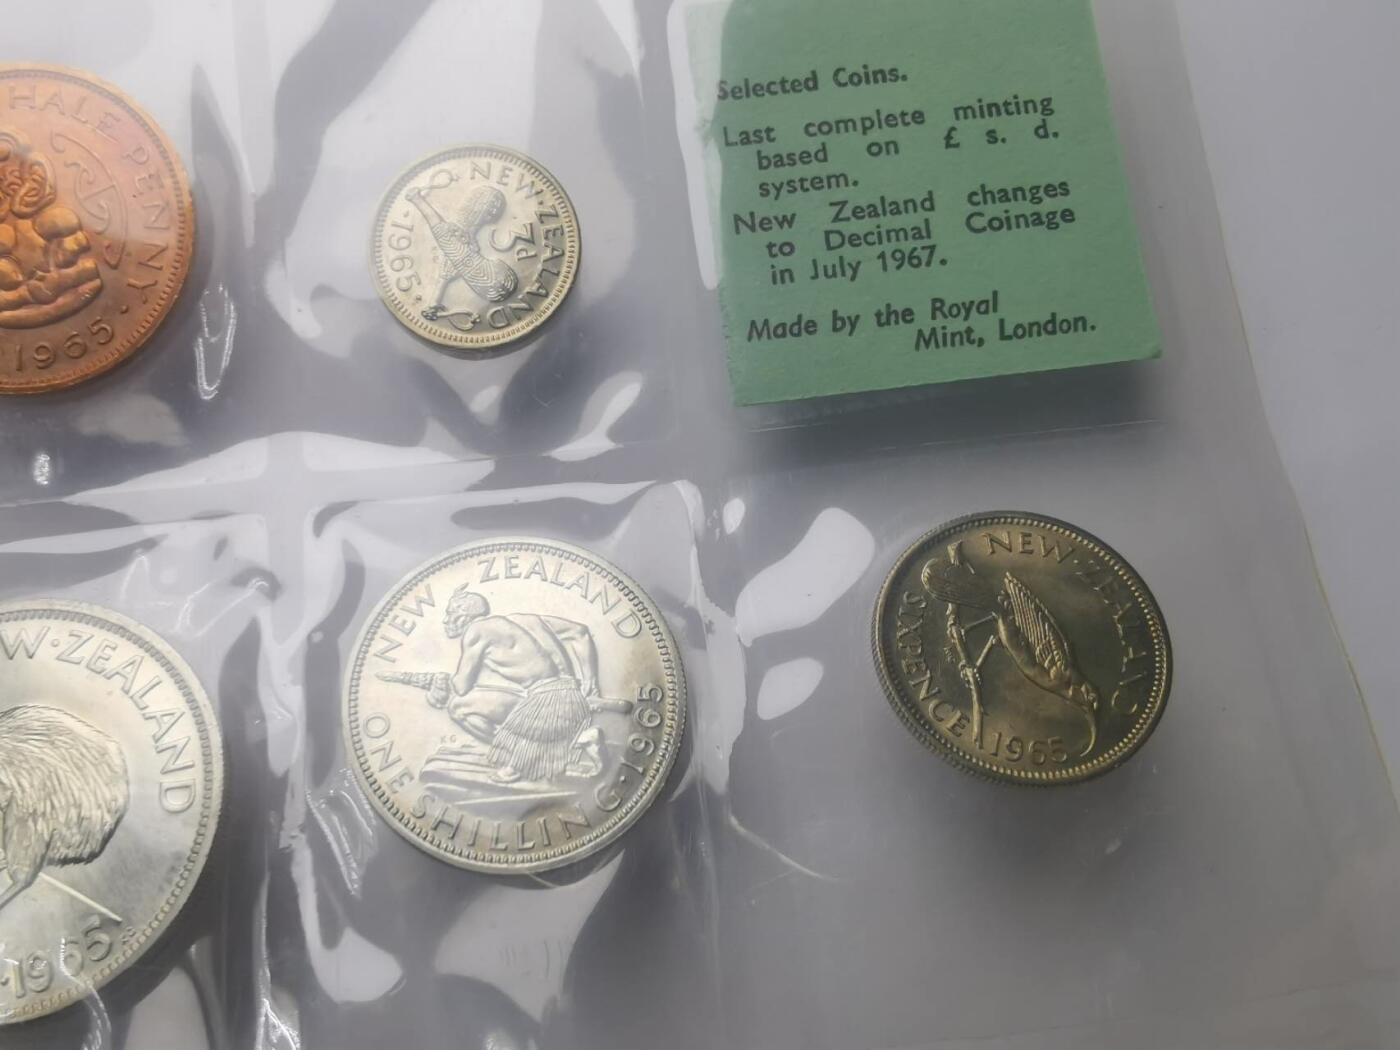 HALF PENNY
1965
NEW·ZEALAND
3d
·1965·
Selected Coins.
Last complete minting
based on £ s. d.
system.
New Zealand changes
to Decimal Coinage
in July 1967.
Made by the Royal
Mint, London.
W·ZEALAND
·1965
NEW ZEALAND
KG
ONE SHILLING·1965
NEW·ZEALAND
SIXPENCE
1965